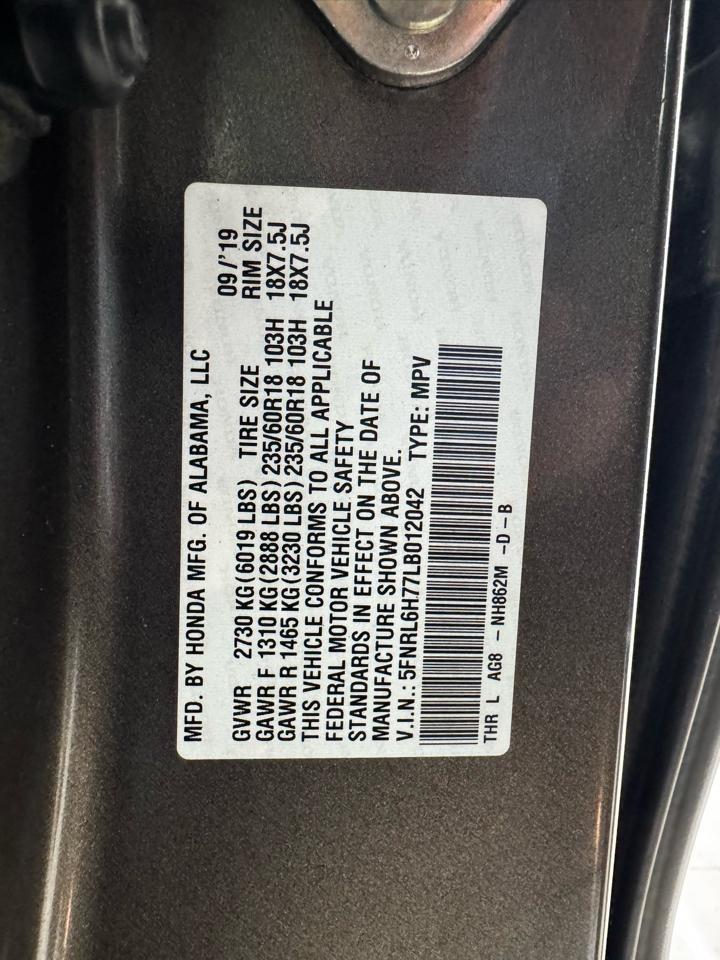 MFD. BY HONDA MFG. OF ALABAMA, LLC
09/'19
GVWR 2730 KG(6019 LBS) TIRE SIZE RIM SIZE
GAWR F 1310 KG(2888 LBS) 235/60R18 103H 18X7.5J
GAWR R 1465 KG(3230 LBS) 235/60R18 103H 18X7.5J
THIS VEHICLE CONFORMS TO ALL APPLICABLE
FEDERAL MOTOR VEHICLE SAFETY
STANDARDS IN EFFECT ON THE DATE OF
MANUFACTURE SHOWN ABOVE.
V.I.N.: 5FNRL6H77LB012042 TYPE: MPV
THR L AG8 - NH862M -D-B